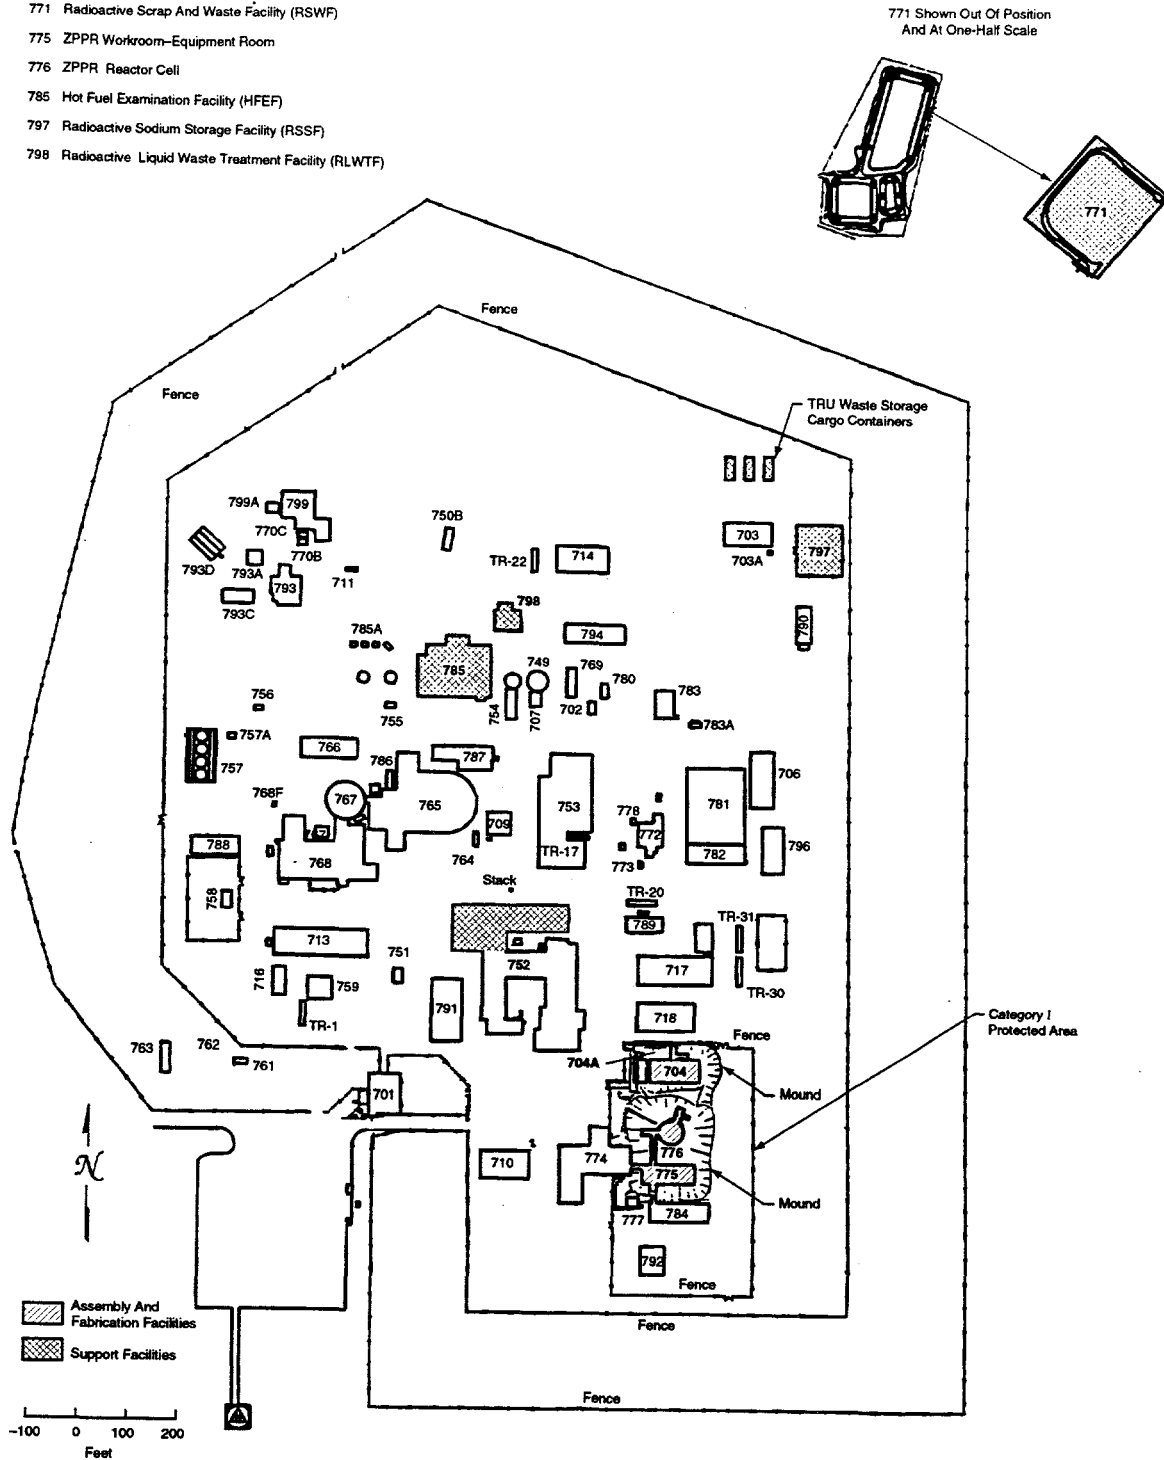 771 Radioactive Scrap And Waste Facility (RSWF)
775 ZPPR Workroom–Equipment Room
776 ZPPR Reactor Cell
785 Hot Fuel Examination Facility (HFEF)
797 Radioactive Sodium Storage Facility (RSSF)
798 Radioactive Liquid Waste Treatment Facility (RLWTF)
771 Shown Out Of Position
And At One-Half Scale
771
Fence
Fence
TRU Waste Storage
Cargo Containers
799A
799
750B
770C
703
770B
TR-22
714
703A
797
793D
793A
793
711
793C
798
790
785A
794
785
749
769
780
756
783
755
754
707
702
783A
757A
766
786
787
757
706
768F
767
765
753
778
781
709
772
788
764
TR-17
773
782
796
768
Stack
TR-20
758
789
TR-31
713
751
752
717
716
759
791
TR-30
TR-1
718
Category I
Protected Area
763
762
761
704A
Fence
704
701
Mound
N
776
710
774
775
Mound
777
784
792
Fence
Assembly And
Fabrication Facilities
Fence
Support Facilities
Fence
–100 0 100 200
Feet